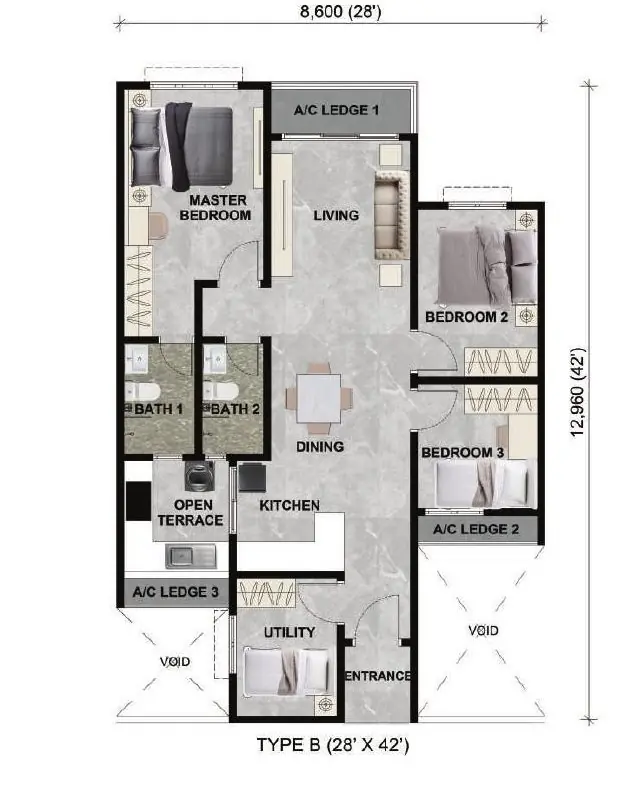 8,600 (28')
A/C LEDGE 1
MASTER
BEDROOM
LIVING
BEDROOM 2
12,960 (42')
BATH 1
BATH 2
DINING
BEDROOM 3
OPEN
TERRACE
KITCHEN
A/C LEDGE 2
A/C LEDGE 3
UTILITY
VOID
VOID
ENTRANCE
TYPE B (28' X 42')